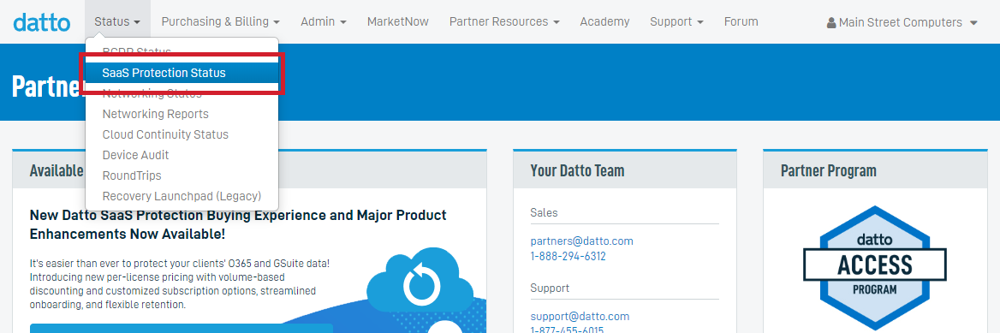 datto
Status
Purchasing & Billing
Admin
MarketNow
Partner Resources
Academy
Support
Forum
Main Street Computers
BCDR Status
SaaS Protection Status
Networking Status
Networking Reports
Cloud Continuity Status
Device Audit
RoundTrips
Recovery Launchpad (Legacy)
Partner
Available
New Datto SaaS Protection Buying Experience and Major Product
Enhancements Now Available!
It's easier than ever to protect your clients' O365 and GSuite data!
Introducing new per-license pricing with volume-based
discounting and customized subscription options, streamlined
onboarding, and flexible retention.
Your Datto Team
Sales
partners@datto.com
1-888-294-6312
Support
support@datto.com
1-877-455-6015
Partner Program
datto
ACCESS
PROGRAM